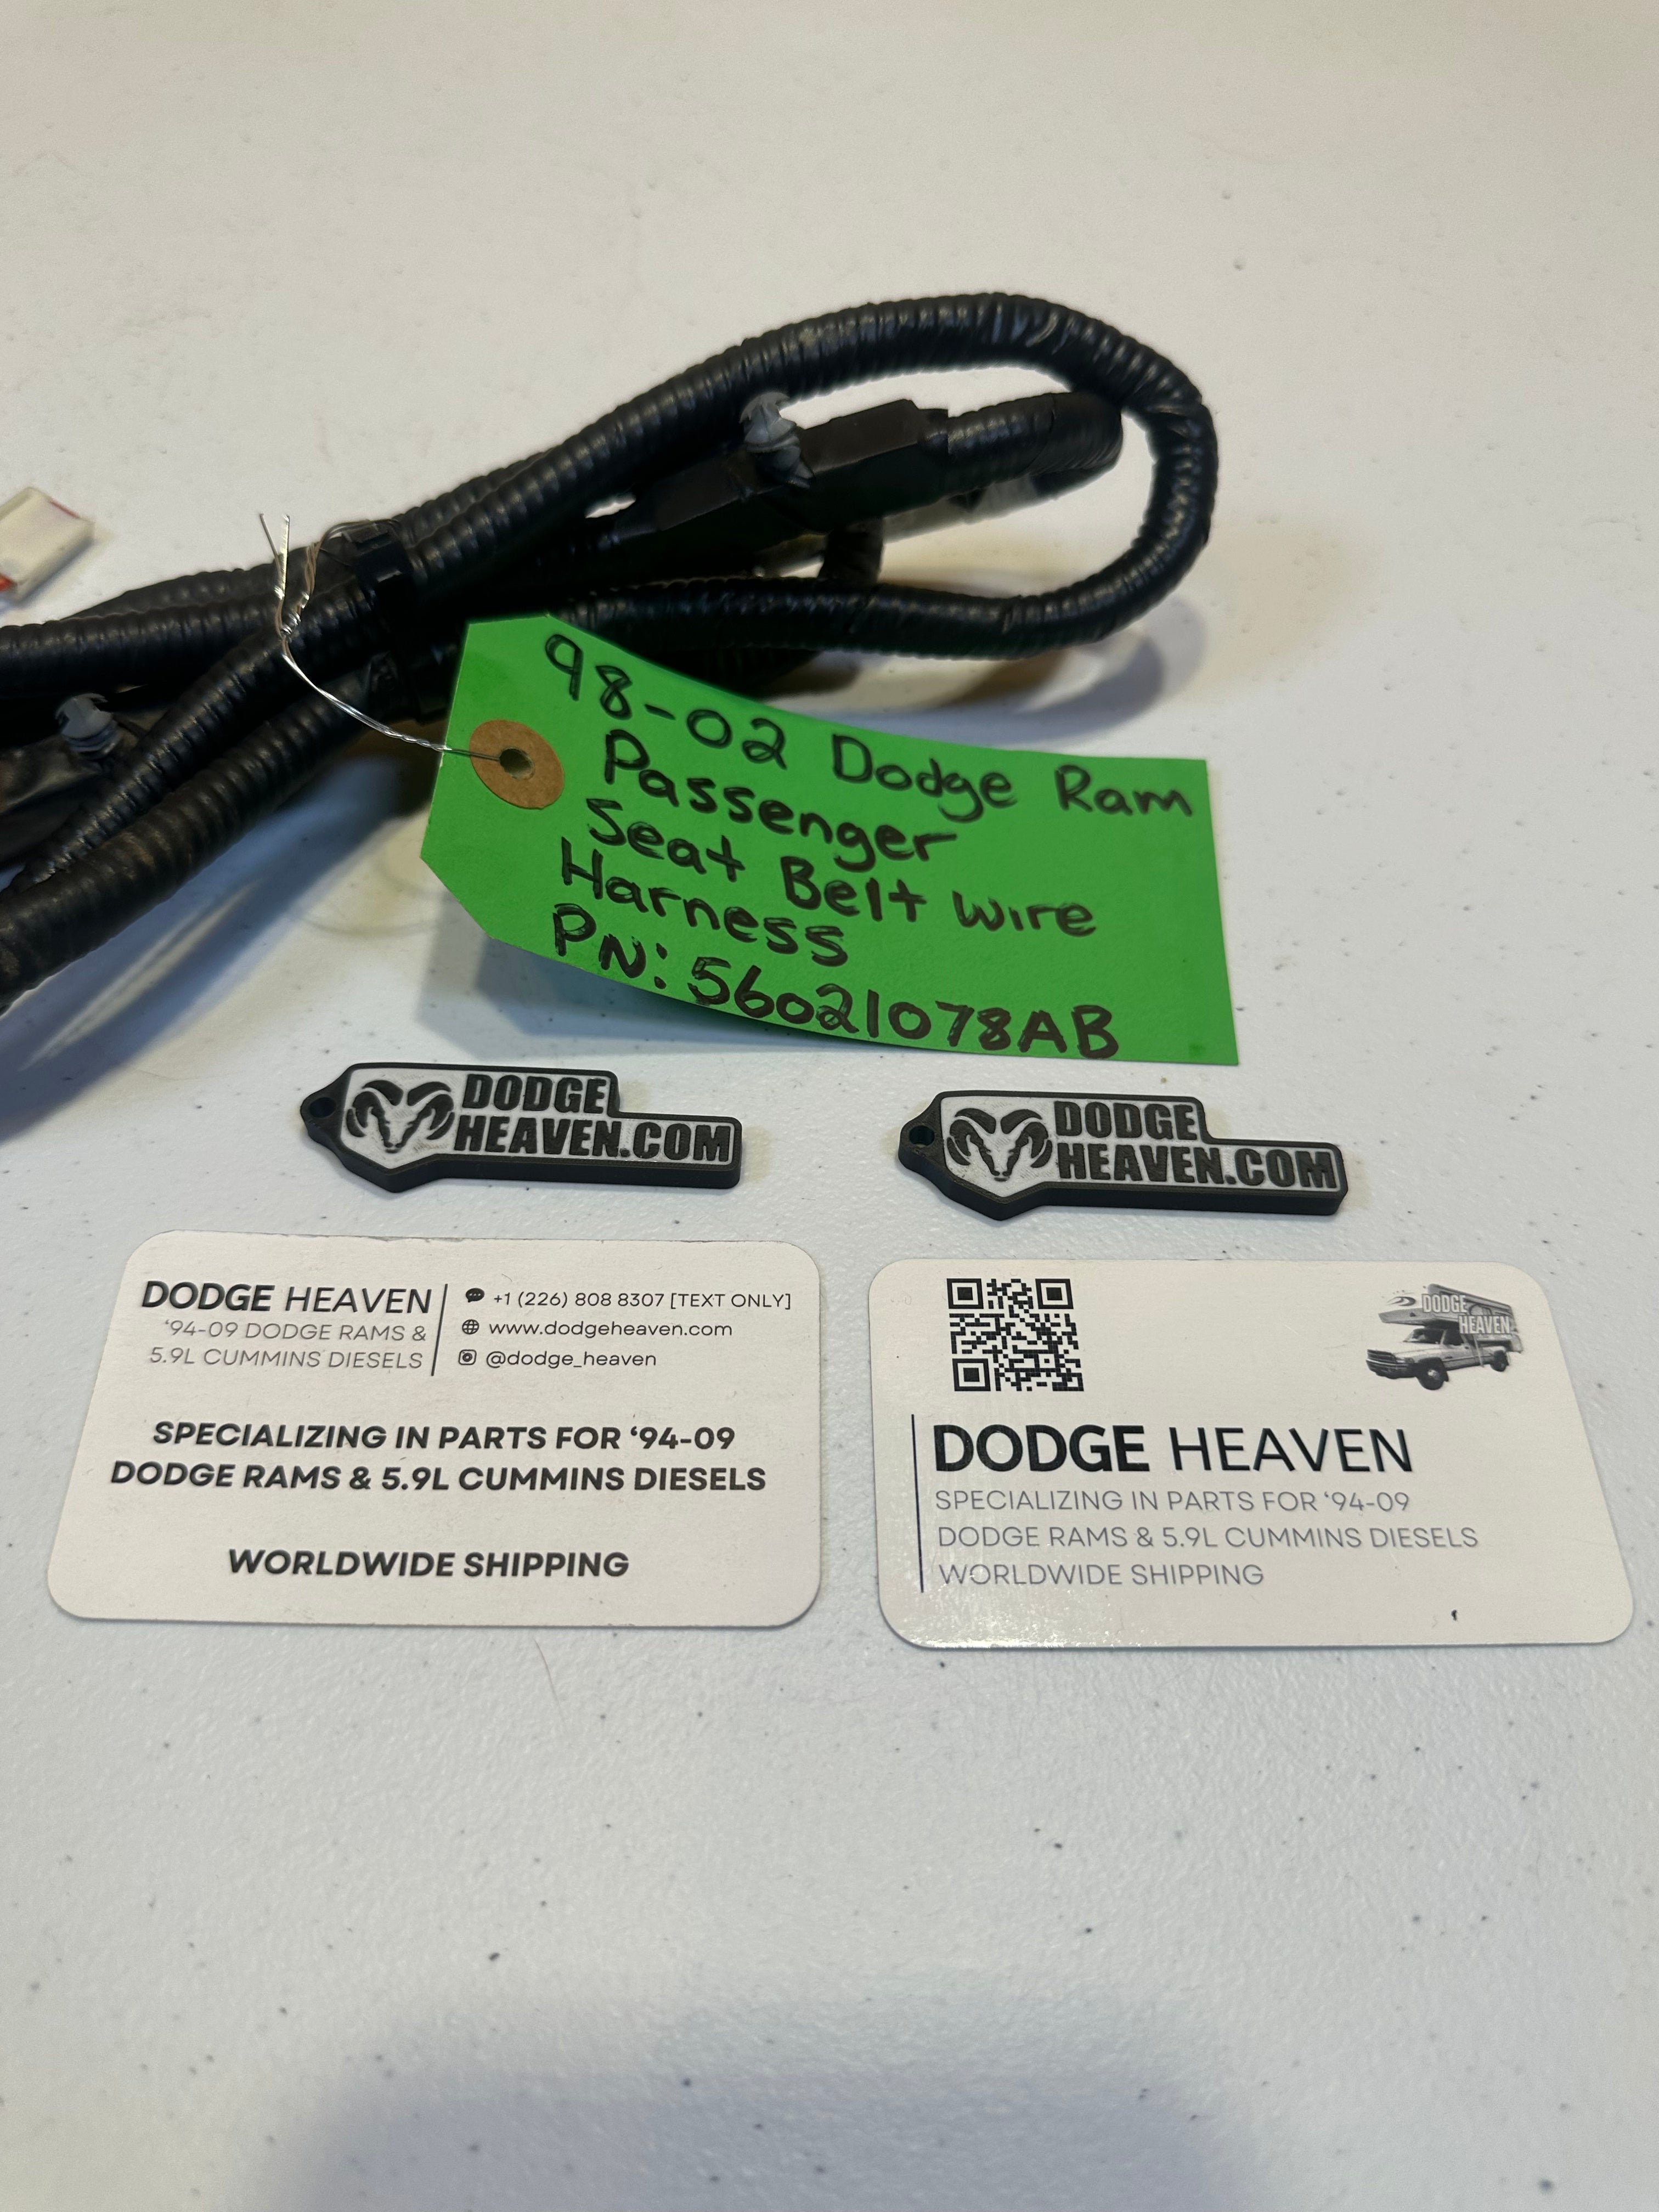 98-02 Dodge Ram
Passenger
Seat Belt Wire
Harness
PN: 56021078AB
DODGE
HEAVEN.COM
DODGE
HEAVEN.COM
DODGE HEAVEN
‘94-09 DODGE RAMS &
5.9L CUMMINS DIESELS
+1 (226) 808 8307 [TEXT ONLY]
www.dodgeheaven.com
@dodge_heaven
SPECIALIZING IN PARTS FOR ‘94-09
DODGE RAMS & 5.9L CUMMINS DIESELS
WORLDWIDE SHIPPING
DODGE
HEAVEN
DODGE HEAVEN
SPECIALIZING IN PARTS FOR ‘94-09
DODGE RAMS & 5.9L CUMMINS DIESELS
WORLDWIDE SHIPPING